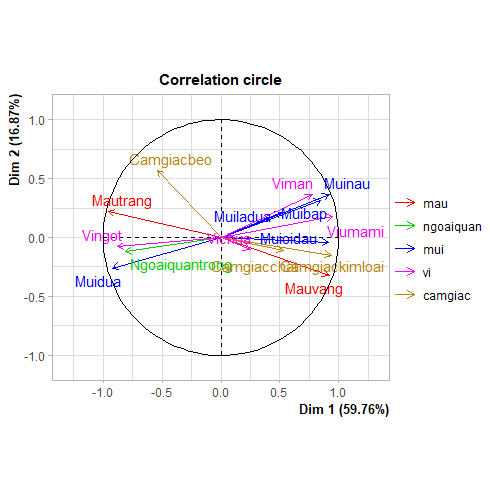 Correlation circle
Dim 2 (16.87%)
1.0
0.5
0.0
-0.5
-1.0
Camgiacbeo
Viman
Muinau
Mautrang
Muiladua
Muibap
Viumami
Vingot
Muioidau
Ngoaiquantrong
Camgiackimloai
Muidua
Mauvang
-1.0
-0.5
0.0
0.5
1.0
Dim 1 (59.76%)
mau
ngoaiquan
mui
vi
camgiac